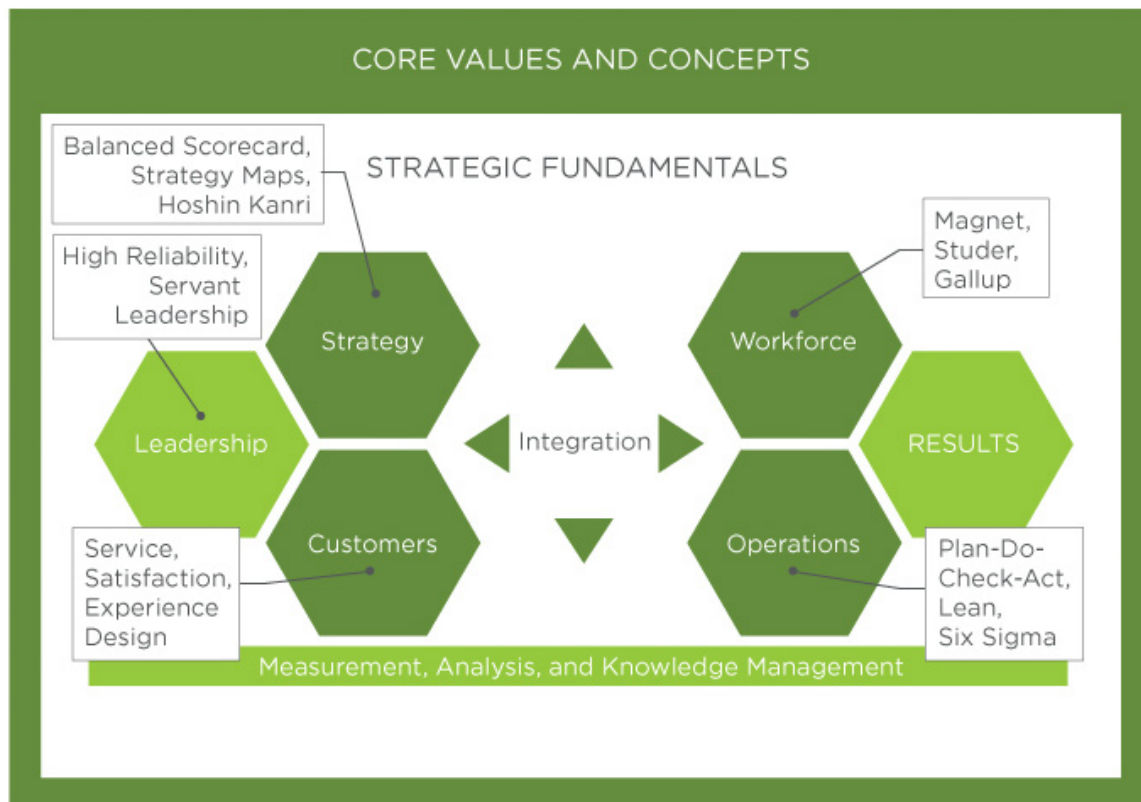 CORE VALUES AND CONCEPTS
STRATEGIC FUNDAMENTALS
Balanced Scorecard,
Strategy Maps,
Hoshin Kanri
High Reliability,
Servant
Leadership
Magnet,
Studer,
Gallup
Strategy
Workforce
Leadership
Integration
RESULTS
Customers
Operations
Service,
Satisfaction,
Experience
Design
Plan-Do-
Check-Act,
Lean,
Six Sigma
Measurement, Analysis, and Knowledge Management